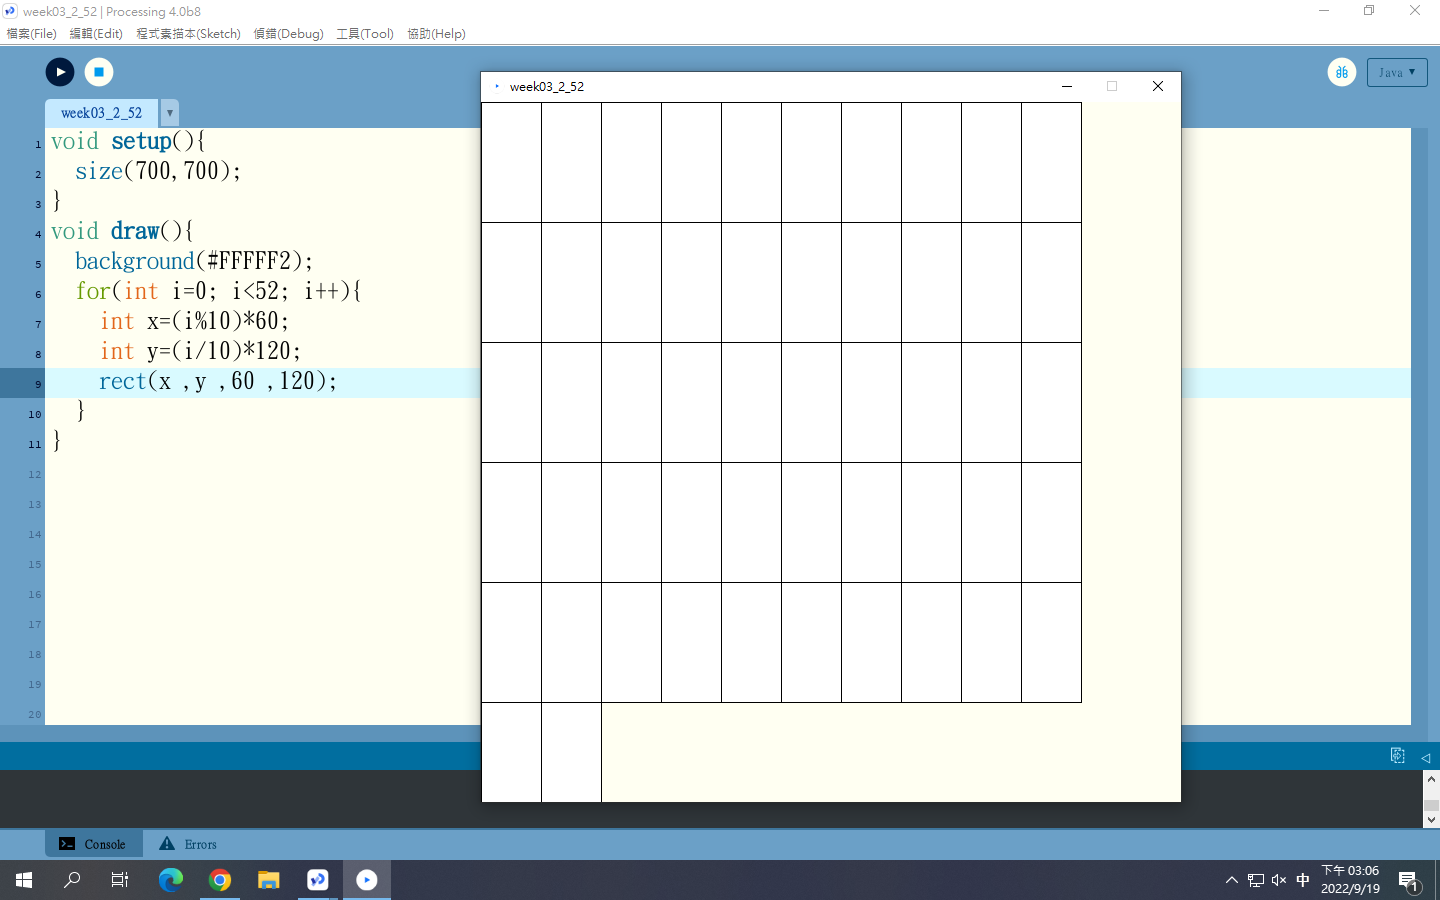 week03_2_52 | Processing 4.0b8
檔案(File) 編輯(Edit) 程式素描本(Sketch) 偵錯(Debug) 工具(Tool) 協助(Help)
Java ▼
week03_2_52 ▼
week03_2_52
1 void setup(){
2 size(700,700);
3 }
4 void draw(){
5 background(#FFFFF2);
6 for(int i=0; i<52; i++){
7 int x=(i%10)*60;
8 int y=(i/10)*120;
9 rect(x ,y ,60 ,120);
10 }
11 }
12
13
14
15
16
17
18
19
20
Console Errors
中
下午 03:06
2022/9/19
1